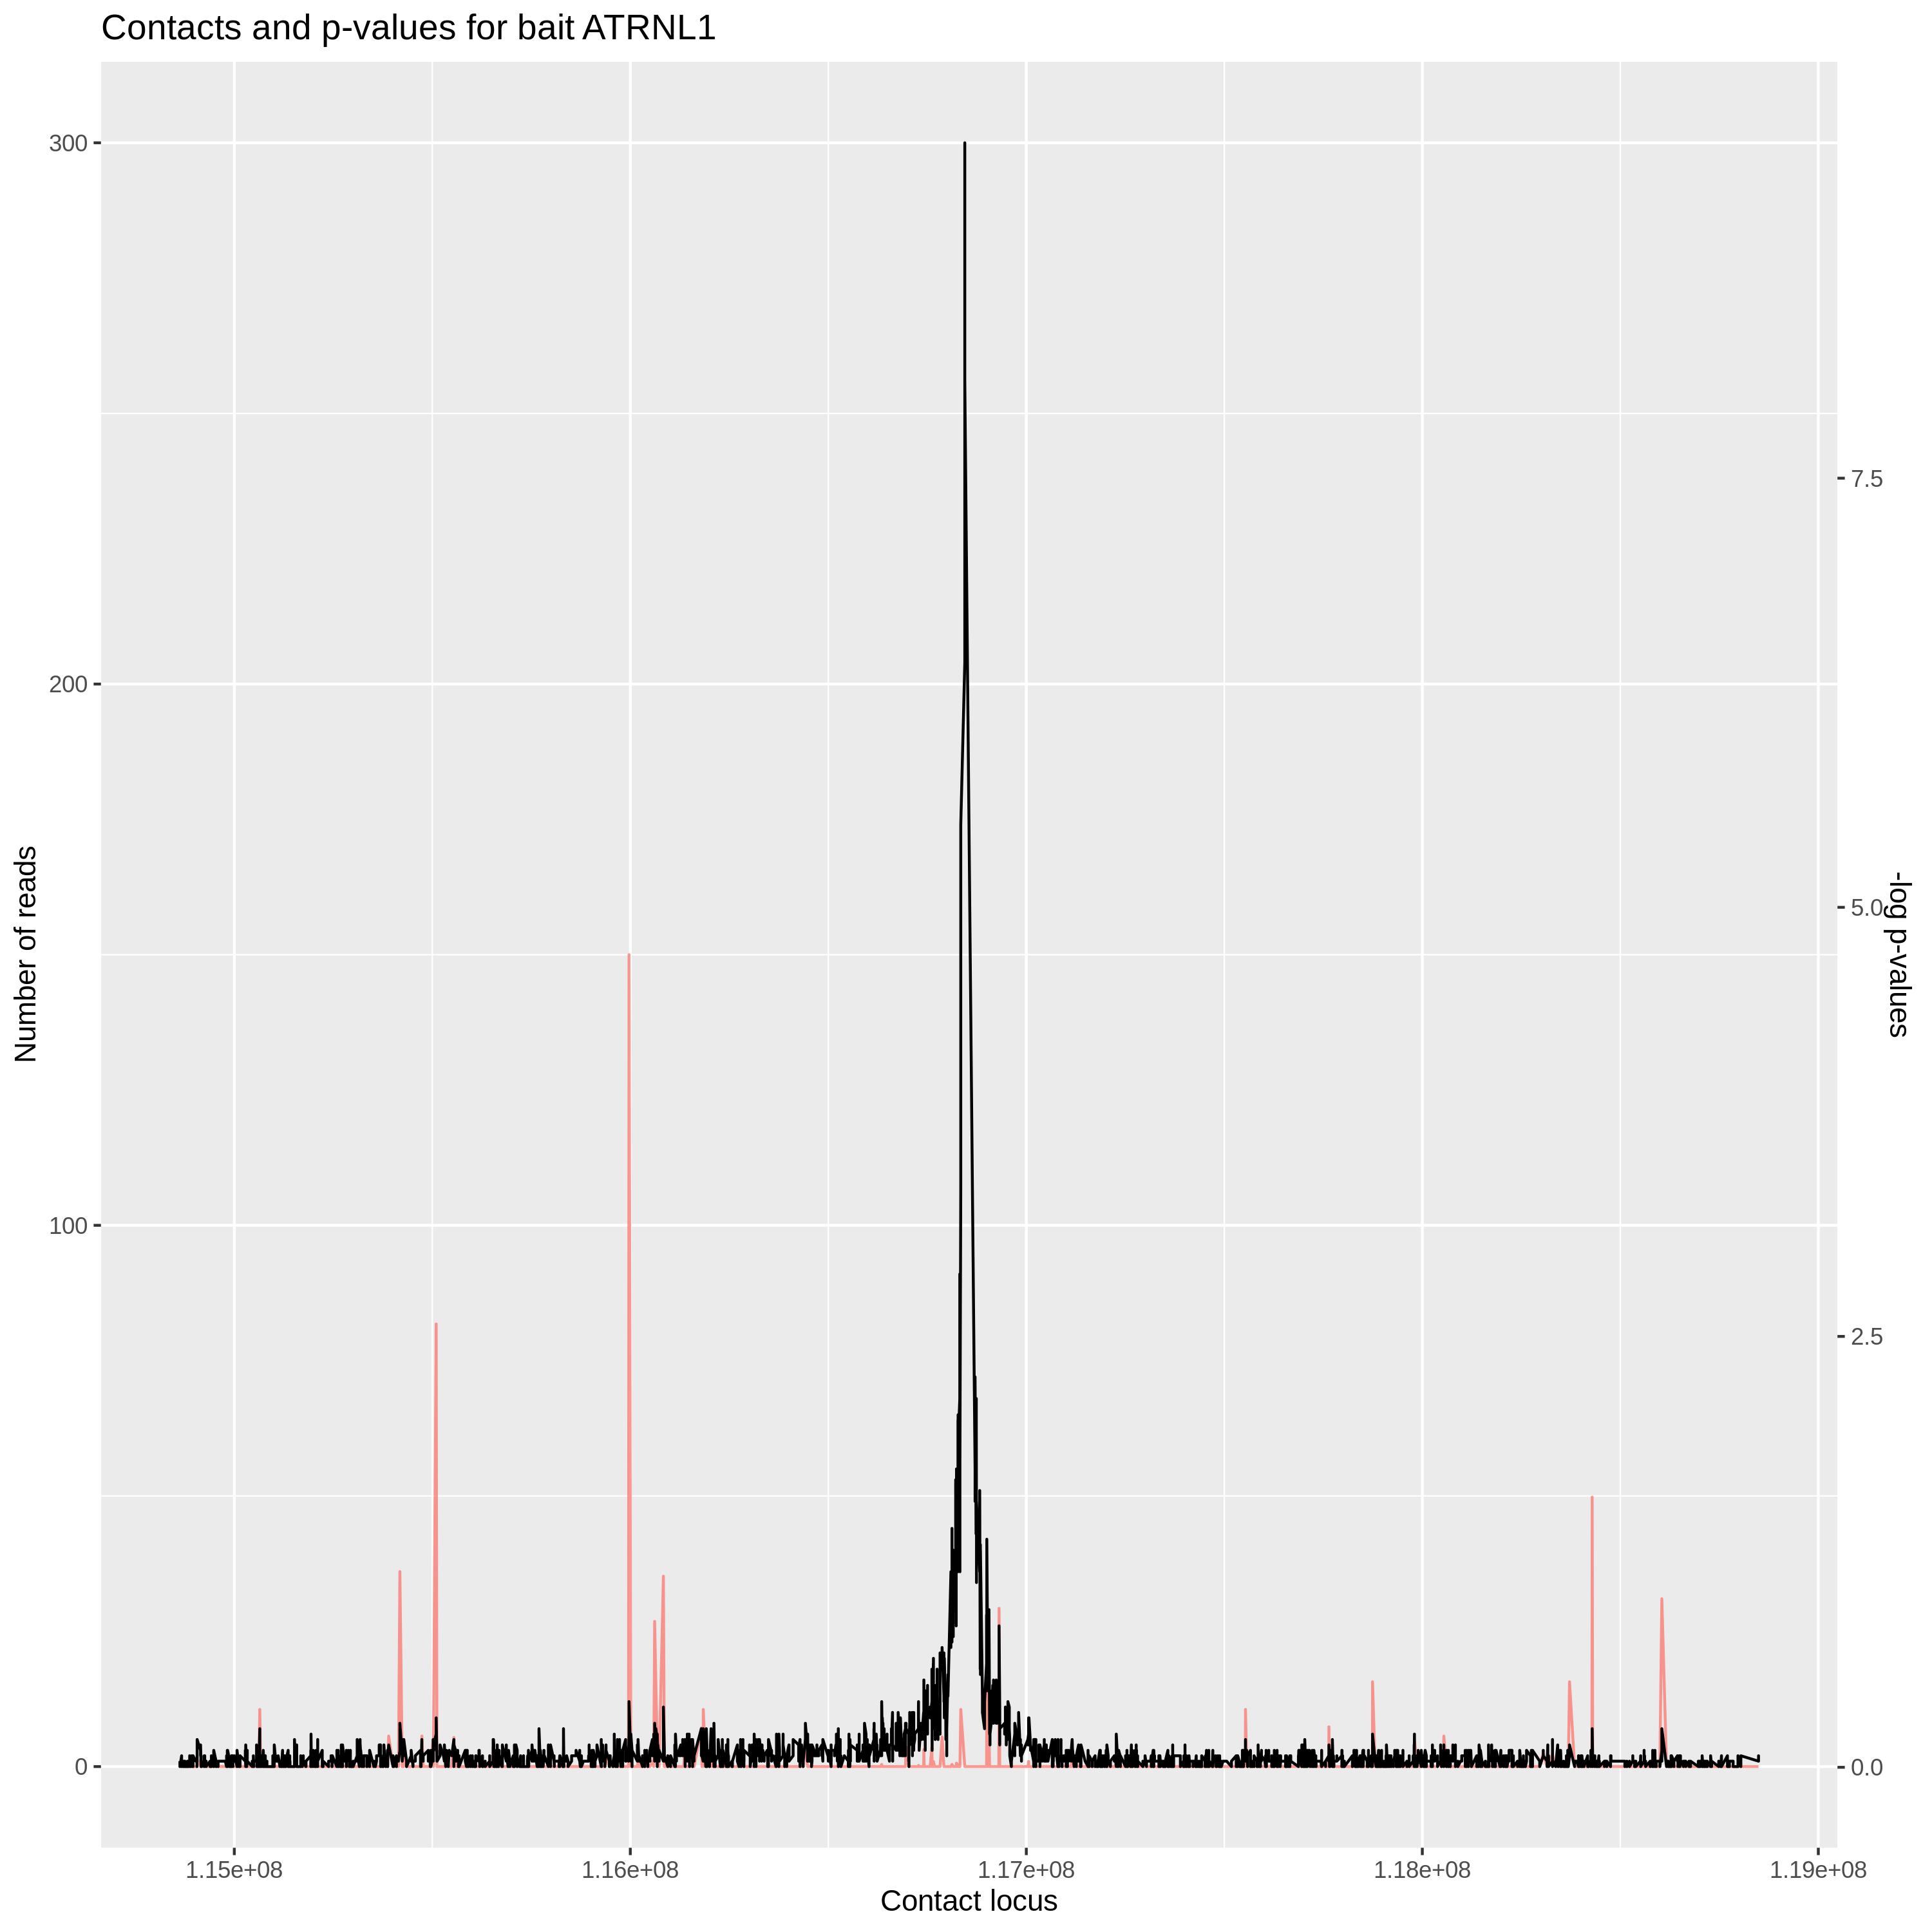 Contacts and p-values for bait ATRNL1
300
200
100
0
7.5
5.0
2.5
0.0
Number of reads
-log p-values
1.15e+08
1.16e+08
1.17e+08
1.18e+08
1.19e+08
Contact locus